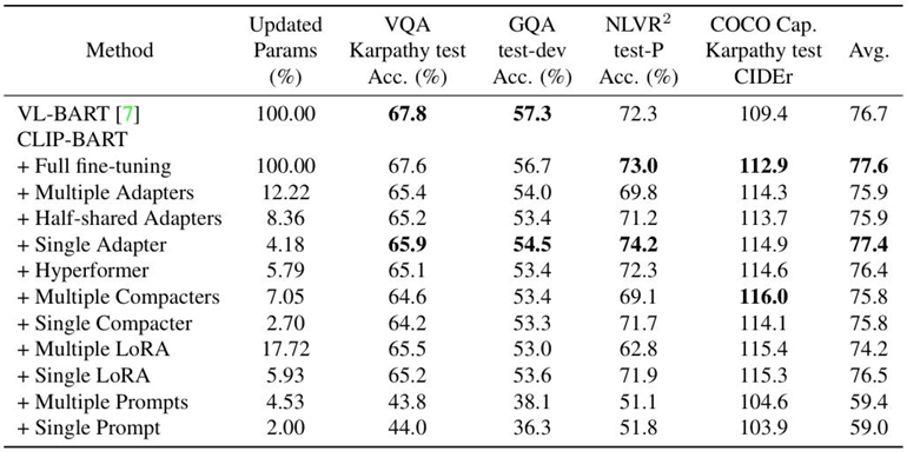 Method Updated Params (%) VQA Karpathy test Acc. (%) GQA test-dev Acc. (%) NLVR² test-P Acc. (%) COCO Cap. Karpathy test CIDEr Avg.
VL-BART [7] 100.00 67.8 57.3 72.3 109.4 76.7
CLIP-BART
+ Full fine-tuning 100.00 67.6 56.7 73.0 112.9 77.6
+ Multiple Adapters 12.22 65.4 54.0 69.8 114.3 75.9
+ Half-shared Adapters 8.36 65.2 53.4 71.2 113.7 75.9
+ Single Adapter 4.18 65.9 54.5 74.2 114.9 77.4
+ Hyperformer 5.79 65.1 53.4 72.3 114.6 76.4
+ Multiple Compacters 7.05 64.6 53.4 69.1 116.0 75.8
+ Single Compacter 2.70 64.2 53.3 71.7 114.1 75.8
+ Multiple LoRA 17.72 65.5 53.0 62.8 115.4 74.2
+ Single LoRA 5.93 65.2 53.6 71.9 115.3 76.5
+ Multiple Prompts 4.53 43.8 38.1 51.1 104.6 59.4
+ Single Prompt 2.00 44.0 36.3 51.8 103.9 59.0